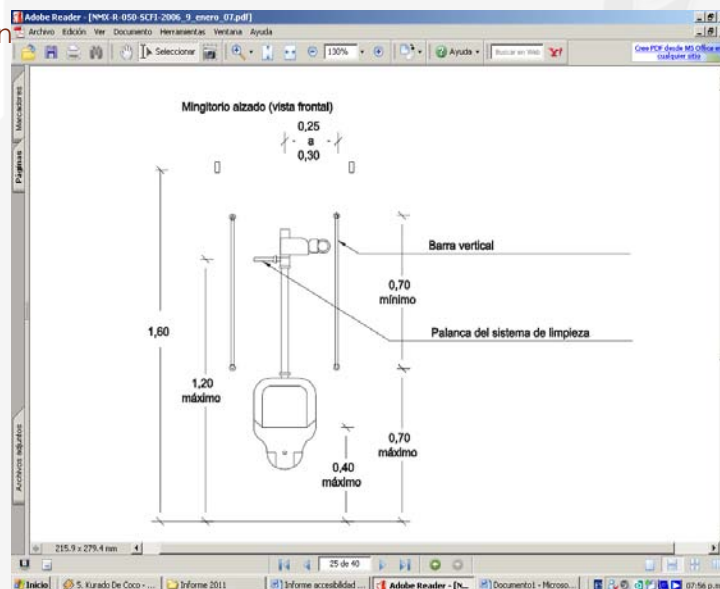 Adobe Reader - [NMX-R-050-SCFI-2006_9_enero_07.pdf]
Archivo Edición Ver Documento Herramientas Ventana Ayuda
Seleccionar 130% Ayuda Buscar en Web Y!
Cree PDF desde MS Office en
cualquier sitio
n
Marcadores
Páginas
Archivos adjuntos
Mingitorio alzado (vista frontal)
0,25
a
0,30
Barra vertical
0,70
mínimo
Palanca del sistema de limpieza
1,60
1,20
máximo
0,70
máximo
0,40
máximo
215.9 x 279.4 mm
25 de 40
Inicio 5. Kurado De Coco - ... Informe 2011 Informe accesibilidad ... Adobe Reader - [N... Documento1 - Microso... 07:56 p.m.